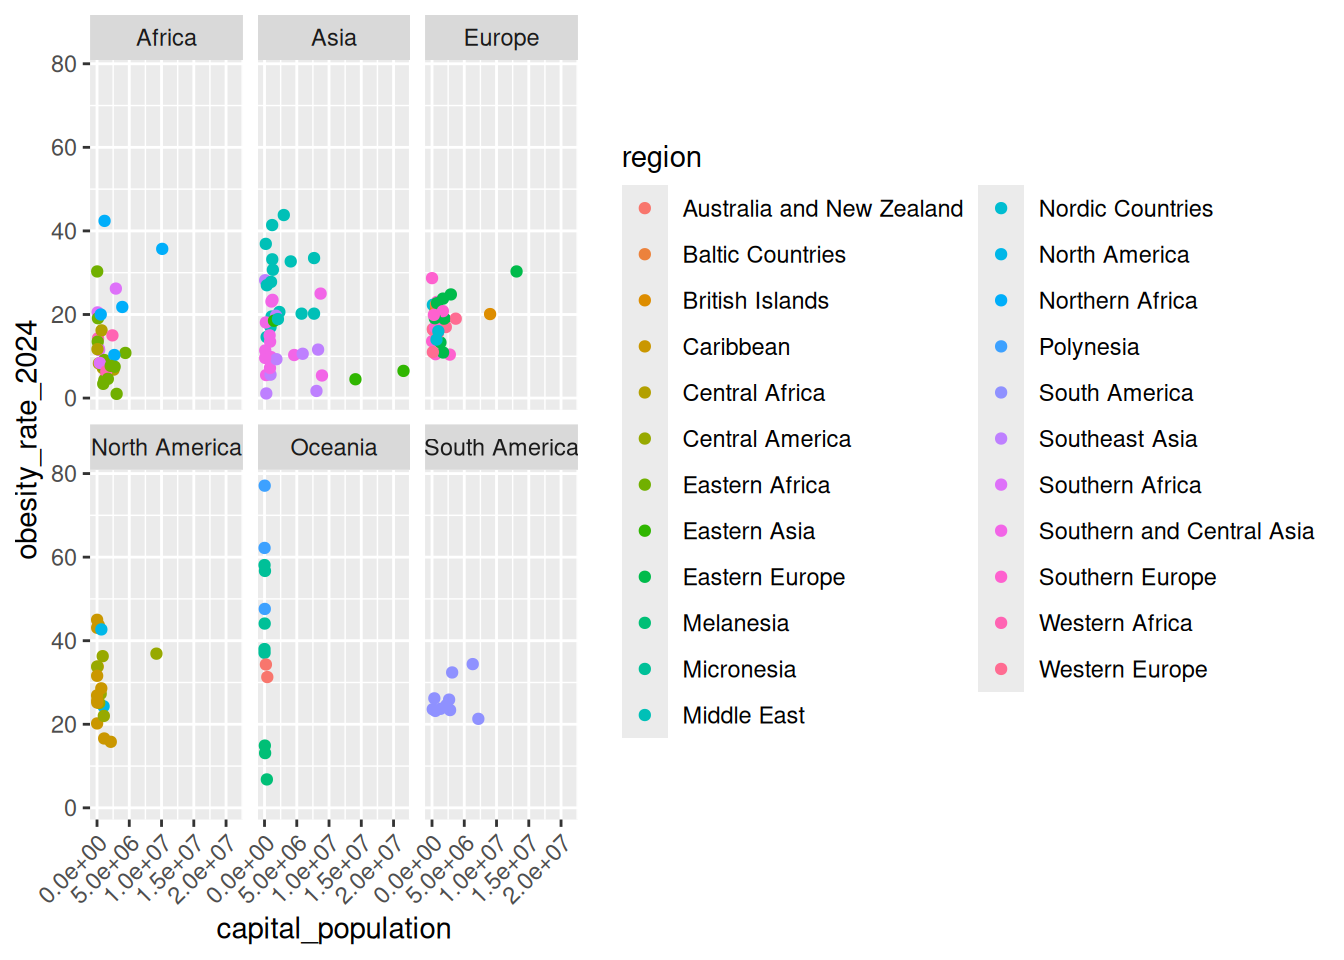 Africa Asia Europe
80
60
40
20
0
North America Oceania South America
80
60
40
20
0
0.0e+00 5.0e+06 1.0e+07 1.5e+07 2.0e+07 0.0e+00 5.0e+06 1.0e+07 1.5e+07 2.0e+07 0.0e+00 5.0e+06 1.0e+07 1.5e+07 2.0e+07
capital_population
obesity_rate_2024
region
Australia and New Zealand
Baltic Countries
British Islands
Caribbean
Central Africa
Central America
Eastern Africa
Eastern Asia
Eastern Europe
Melanesia
Micronesia
Middle East
Nordic Countries
North America
Northern Africa
Polynesia
South America
Southeast Asia
Southern Africa
Southern and Central Asia
Southern Europe
Western Africa
Western Europe